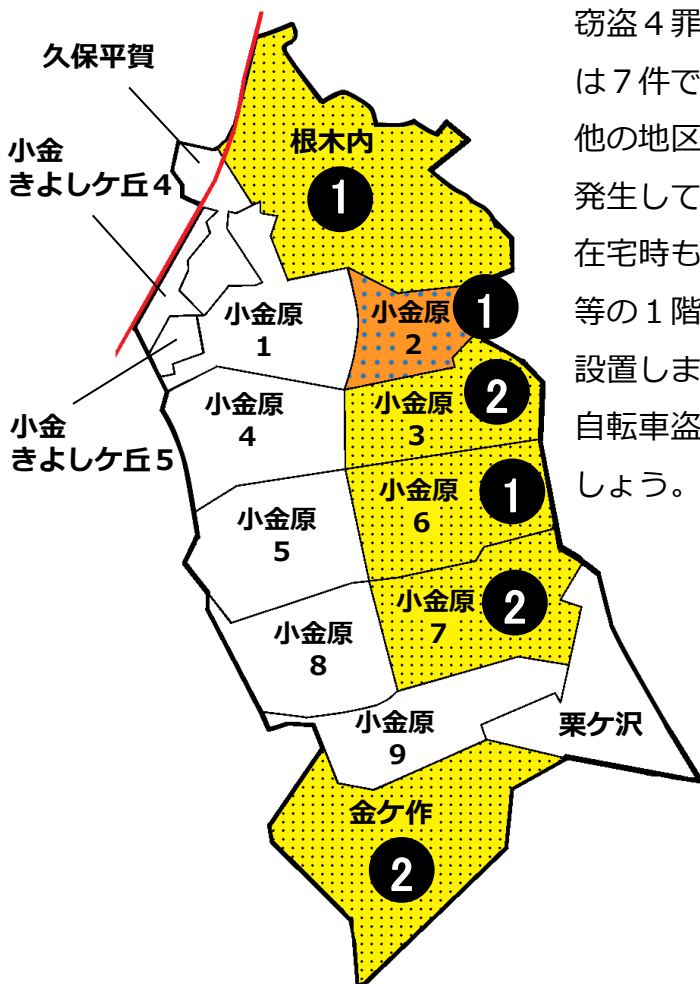 久保平賀
小金
きよしケ丘４
根木内
1
小金原
1
小金原
2
1
小金原
3
2
小金原
4
小金
きよしケ丘５
小金原
5
小金原
6
1
小金原
7
2
小金原
8
小金原
9
栗ケ沢
金ケ作
2
窃盗４罪
は７件で
他の地区
発生して
在宅時も
等の１階
設置しま
自転車盗
しょう。